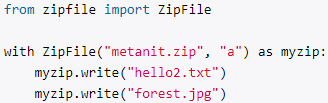 from zipfile import ZipFile

with ZipFile("metanit.zip", "a") as myzip:
    myzip.write("hello2.txt")
    myzip.write("forest.jpg")